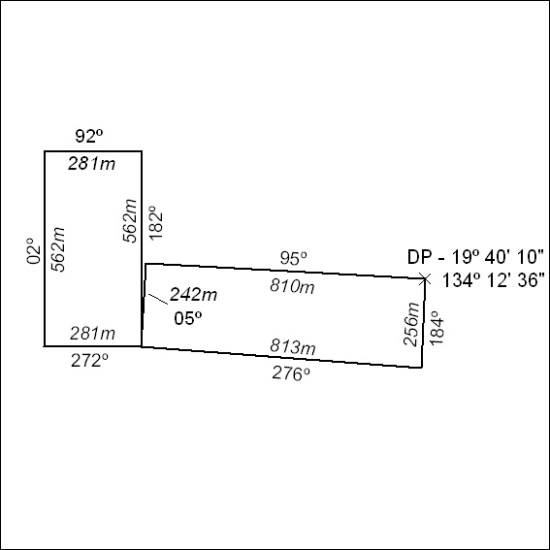 92º
281m
02º
562m
562m
182º
281m
272º
95º
810m
DP - 19º 40' 10"
134º 12' 36"
242m
05º
256m
184º
813m
276º